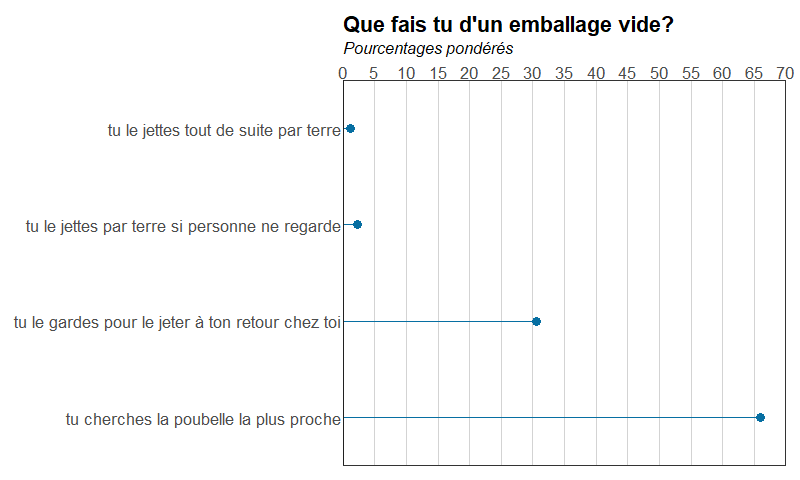 Que fais tu d'un emballage vide?
Pourcentages pondérés
0 5 10 15 20 25 30 35 40 45 50 55 60 65 70
tu le jettes tout de suite par terre
tu le jettes par terre si personne ne regarde
tu le gardes pour le jeter à ton retour chez toi
tu cherches la poubelle la plus proche